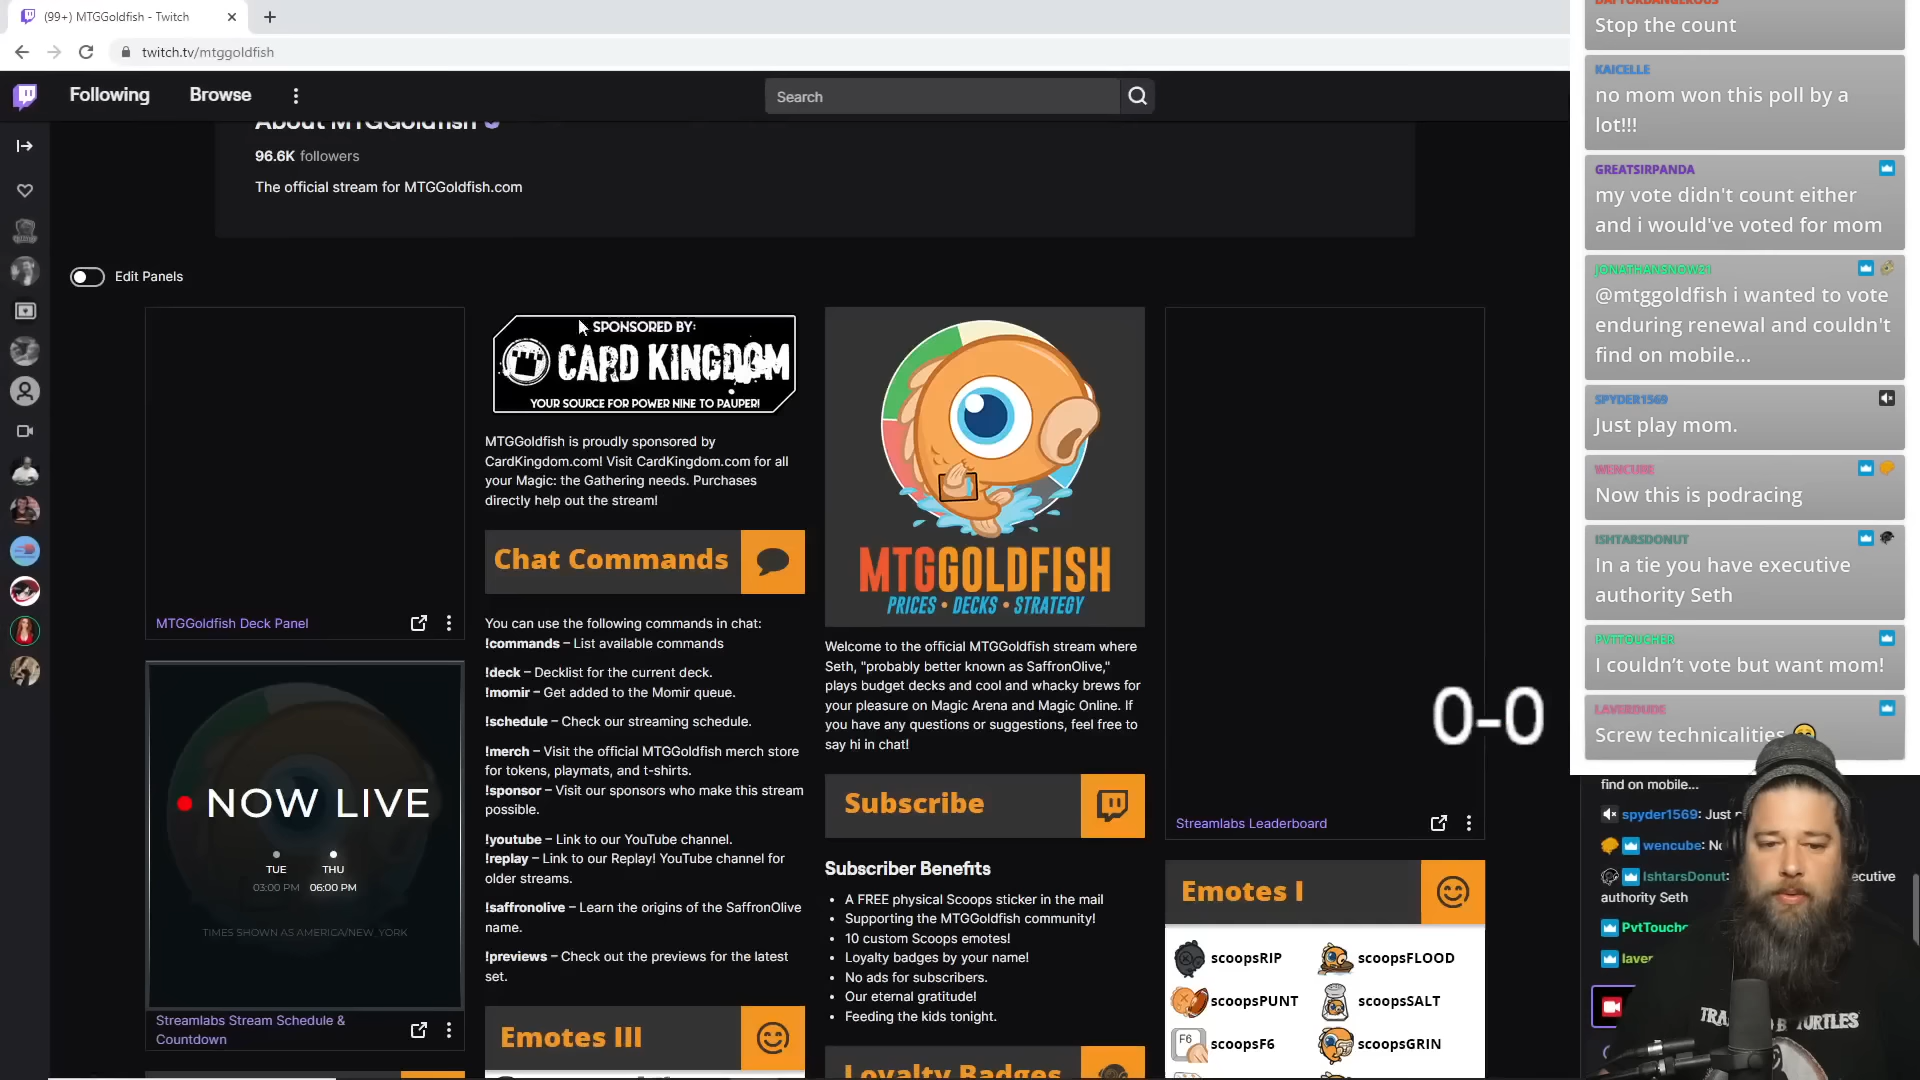 (99+) MTGGoldfish - Twitch
twitch.tv/mtggoldfish
Following
Browse
Search
About MTGGoldfish
96.6K followers
The official stream for MTGGoldfish.com
Edit Panels
MTGGoldfish Deck Panel
NOW LIVE
TUE
THU
03:00 PM
06:00 PM
TIMES SHOWN AS AMERICA/NEW_YORK
Streamlabs Stream Schedule &
Countdown
SPONSORED BY:
CARD KINGDOM
YOUR SOURCE FOR POWER NINE TO PAUPER!
MTGGoldfish is proudly sponsored by
CardKingdom.com! Visit CardKingdom.com for all
your Magic: the Gathering needs. Purchases
directly help out the stream!
Chat Commands
You can use the following commands in chat:
!commands – List available commands
!deck – Decklist for the current deck.
!momir – Get added to the Momir queue.
!schedule – Check our streaming schedule.
!merch – Visit the official MTGGoldfish merch store
for tokens, playmats, and t-shirts.
!sponsor – Visit our sponsors who make this stream
possible.
!youtube – Link to our YouTube channel.
!replay – Link to our Replay! YouTube channel for
older streams.
!saffronolive – Learn the origins of the SaffronOlive
name.
!previews – Check out the previews for the latest
set.
Emotes III
MTGGOLDFISH
PRICES • DECKS • STRATEGY
Welcome to the official MTGGoldfish stream where
Seth, "probably better known as SaffronOlive,"
plays budget decks and cool and whacky brews for
your pleasure on Magic Arena and Magic Online. If
you have any questions or suggestions, feel free to
say hi in chat!
Subscribe
Subscriber Benefits
• A FREE physical Scoops sticker in the mail
• Supporting the MTGGoldfish community!
• 10 custom Scoops emotes!
• Loyalty badges by your name!
• No ads for subscribers.
• Our eternal gratitude!
• Feeding the kids tonight.
Loyalty Badges
Streamlabs Leaderboard
Emotes I
scoopsRIP
scoopsFLOOD
scoopsPUNT
scoopsSALT
F6
scoopsF6
scoopsGRIN
0-0
Stop the count
KAICELLE
no mom won this poll by a
lot!!!
GREATSIRPANDA
my vote didn't count either
and i would've voted for mom
JONATHANSNOW21
@mtggoldfish i wanted to vote
enduring renewal and couldn't
find on mobile...
SPYDER1569
Just play mom.
WENCUBE
Now this is podracing
ISHTARSDONUT
In a tie you have executive
authority Seth
PVTTOUCHER
I couldn't vote but want mom!
LAVERDUDE
Screw technicalities
find on mobile...
spyder1569: Just
wencube:
IshtarsDonut:
authority Seth